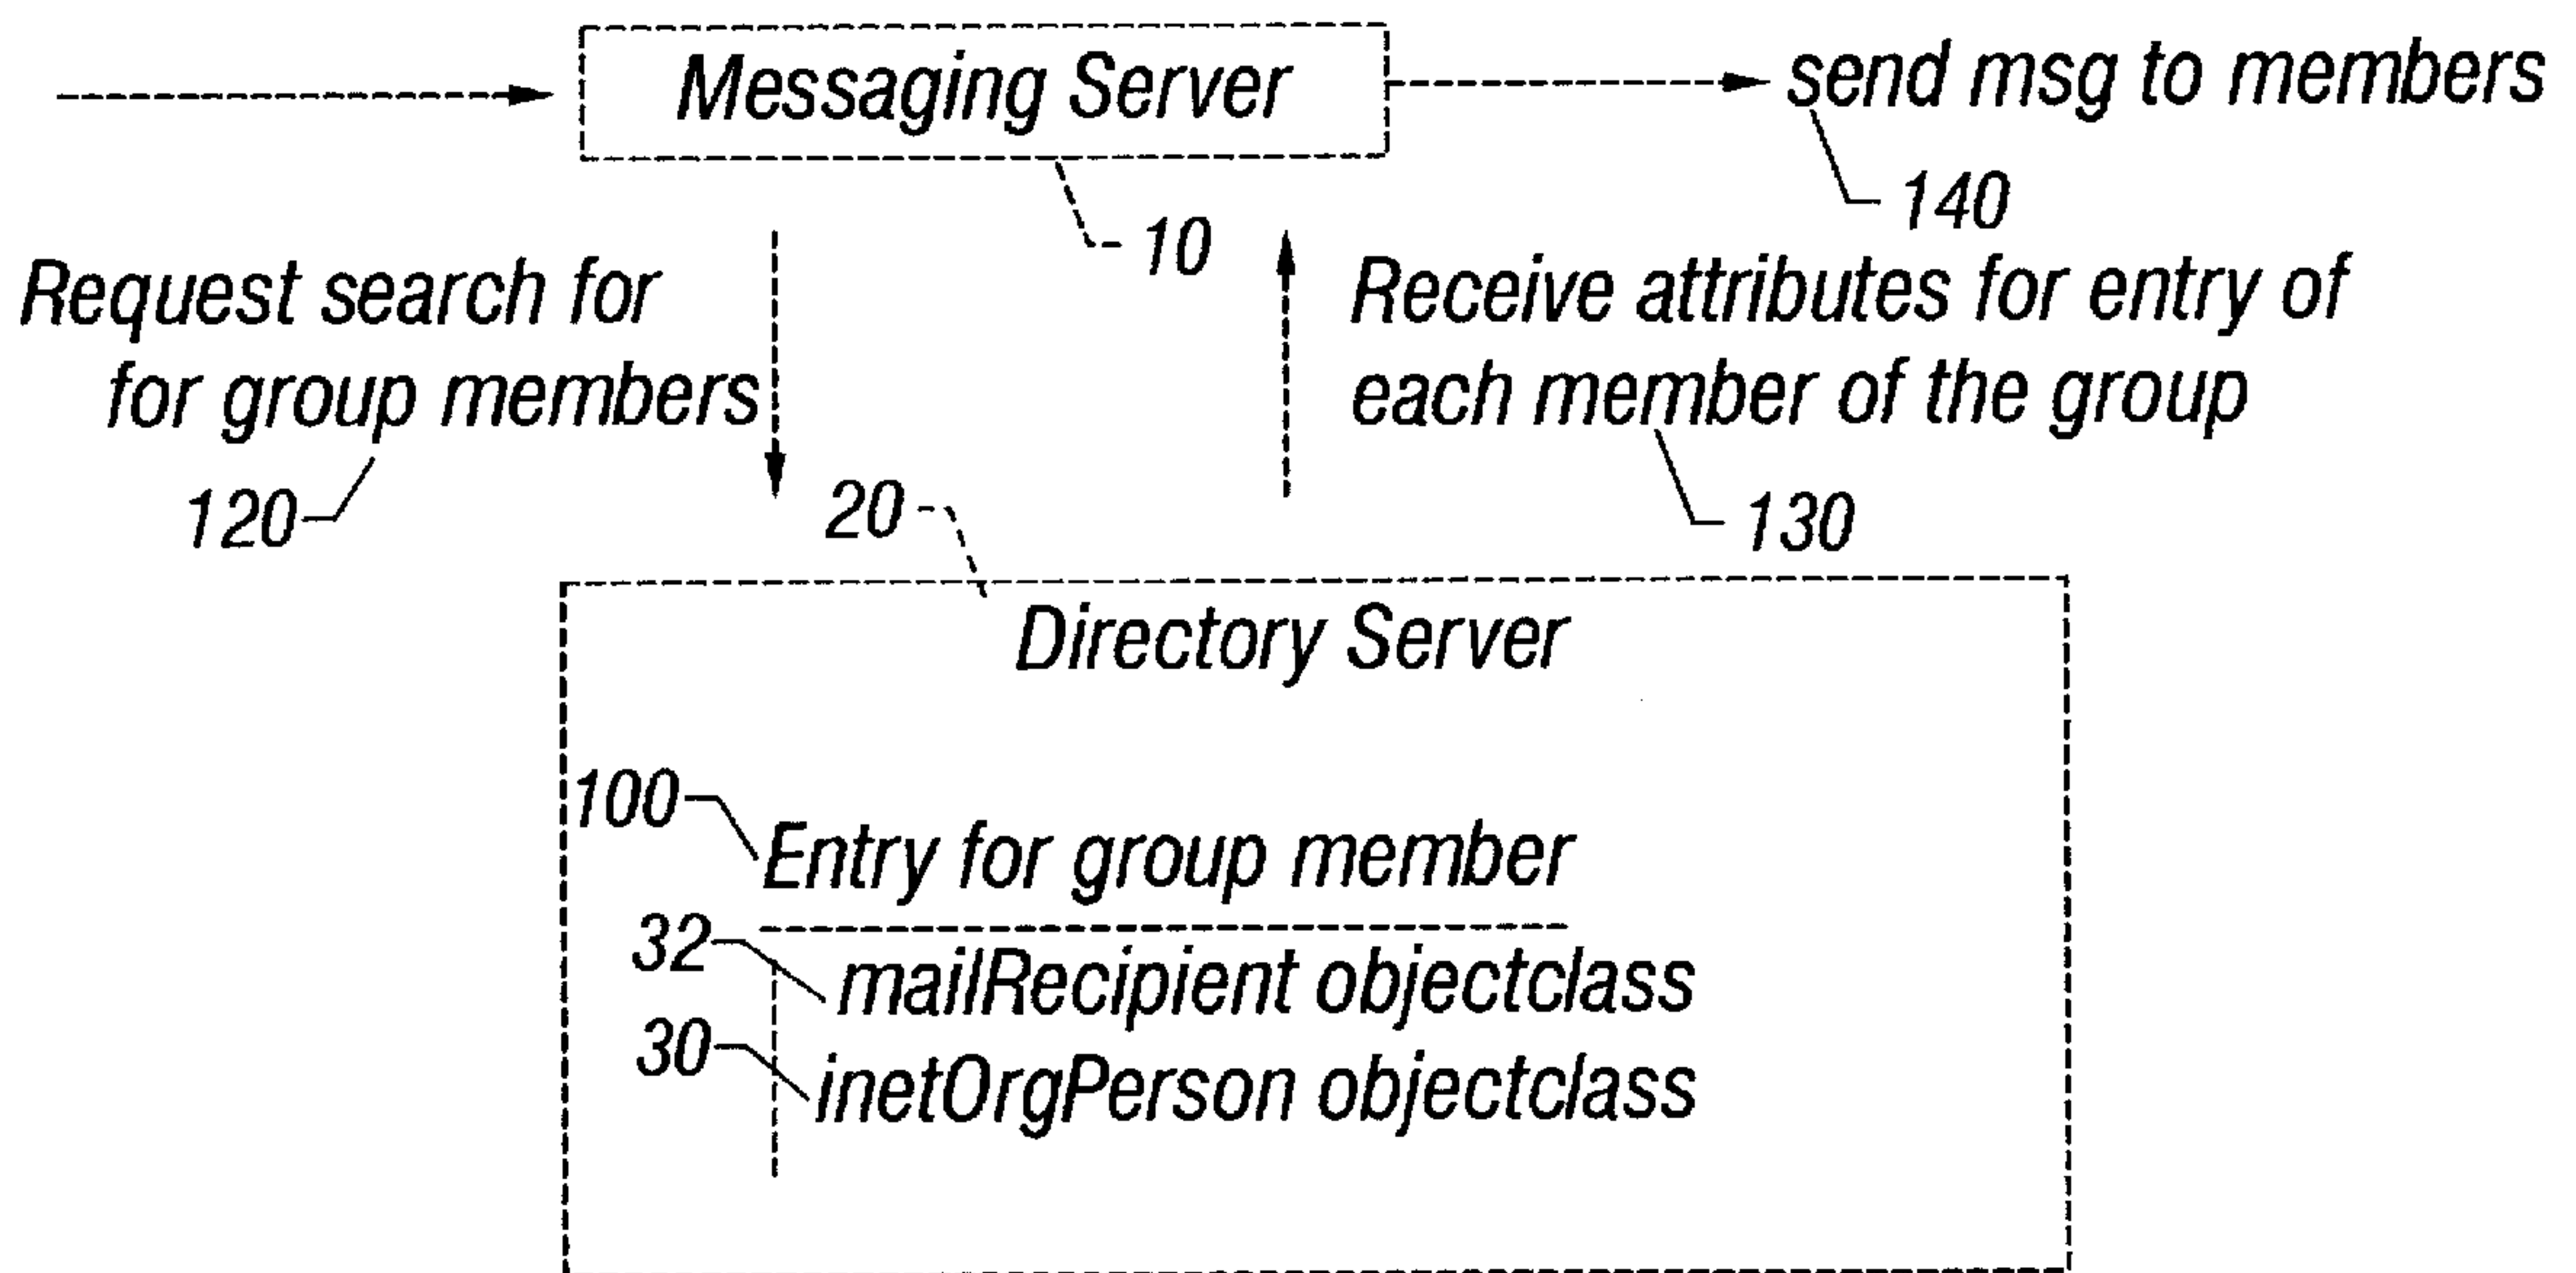 Messaging Server
send msg to members
140
10
Request search for
for group members
120
Receive attributes for entry of
each member of the group
130
20
Directory Server
100
Entry for group member
32
mailRecipient objectclass
30
inetOrgPerson objectclass